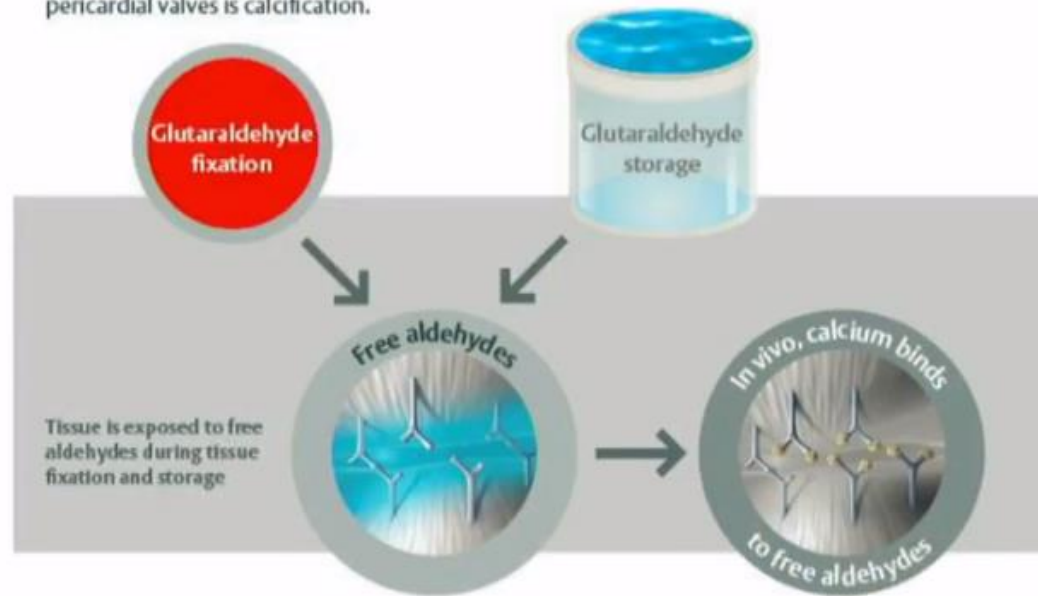 pericardial valves is calcification.
Glutaraldehyde
fixation
Glutaraldehyde
storage
Free aldehydes
In vivo, calcium binds
to free aldehydes
Tissue is exposed to free
aldehydes during tissue
fixation and storage